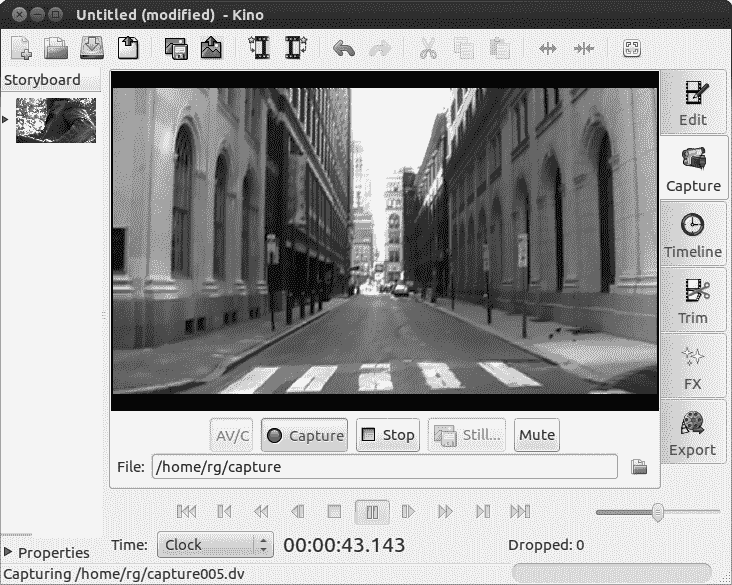 Untitled (modified) - Kino
Storyboard
Edit
Capture
Timeline
Trim
FX
Export
AV/C
Capture
Stop
Still...
Mute
File: /home/rg/capture
Time: Clock 00:00:43.143 Dropped: 0
Properties
Capturing /home/rg/capture005.dv